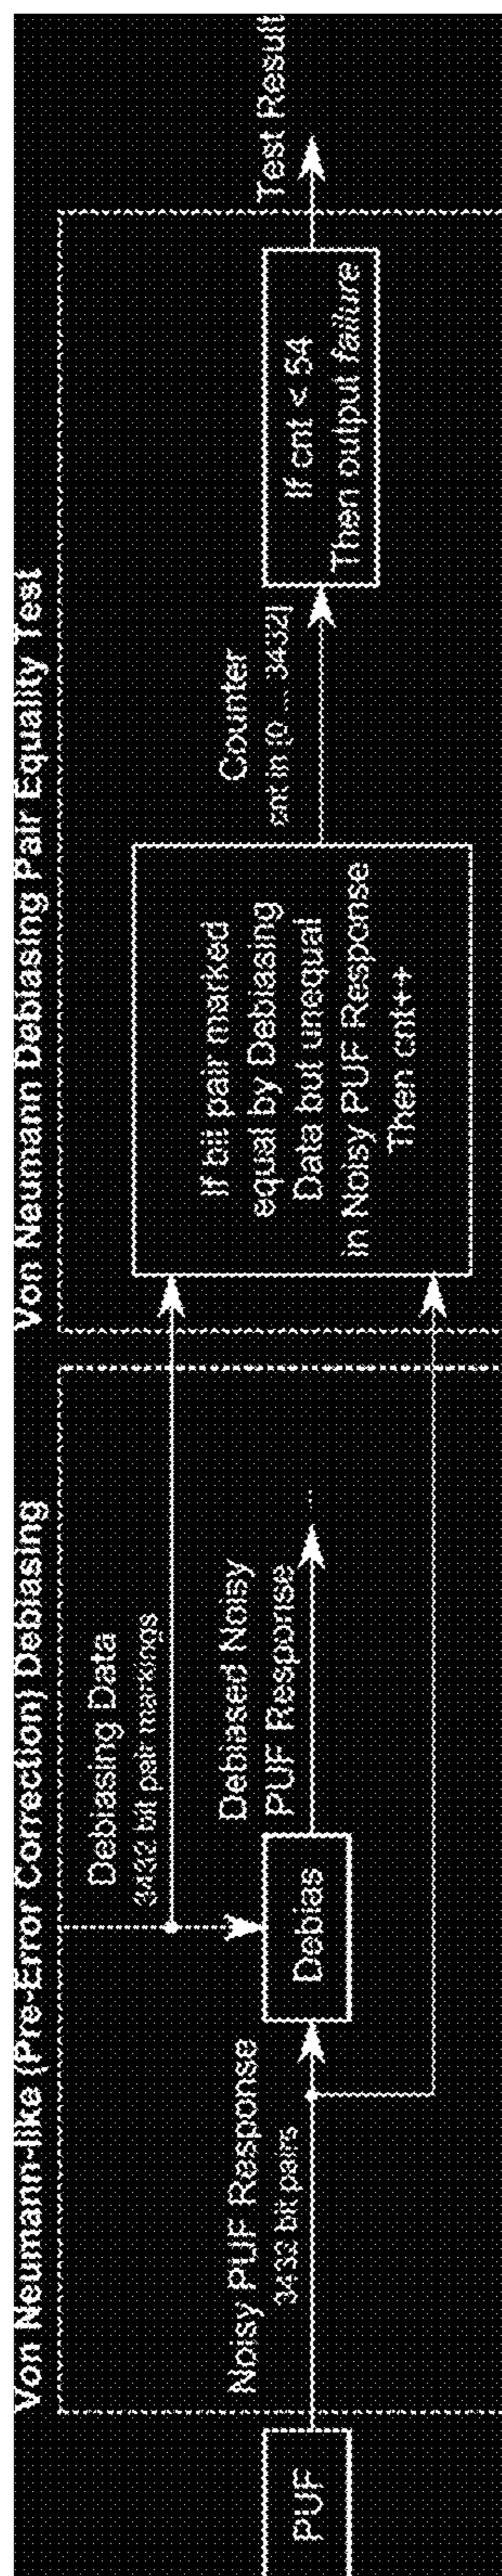 Von Neumann-like (Pre-Error Correction) Debiasing
Von Neumann Debiasing Pair Equality Test
PUF
Noisy PUF Response
3432 bit pairs
Debiasing Data
3432 bit pair markings
Debias
Debiased Noisy
PUF Response
...
If bit pair marked
equal by Debiasing
Data but unequal
in Noisy PUF Response
Then cnt++
Counter
cnt in [0 ... 3432]
If cnt < 54
Then output failure
Test Result